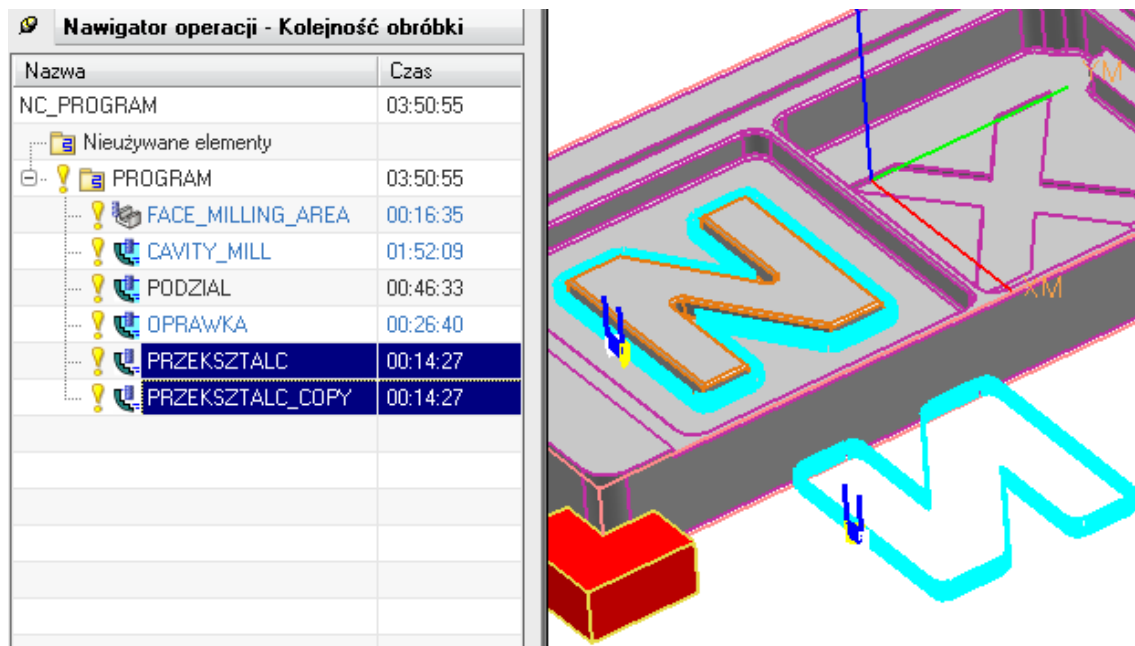 Nawigator operacji - Kolejność obróbki
Nazwa Czas
NC_PROGRAM 03:50:55
Nieużywane elementy
PROGRAM 03:50:55
FACE_MILLING_AREA 00:16:35
CAVITY_MILL 01:52:09
PODZIAL 00:46:33
OPRAWKA 00:26:40
PRZEKSZTALC 00:14:27
PRZEKSZTALC_COPY 00:14:27
YM
XM